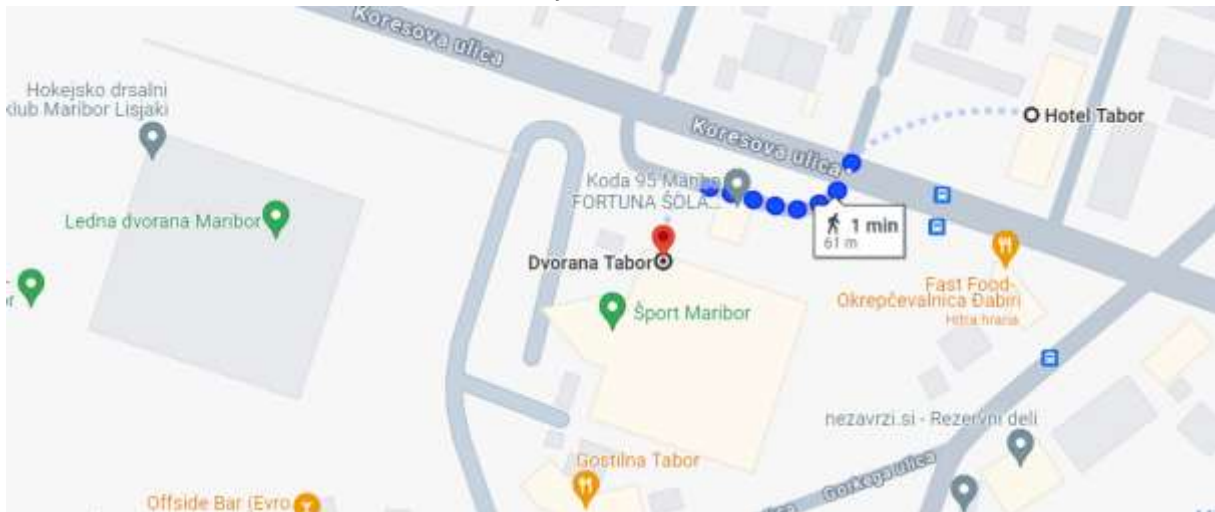 Koresova ulica
Hokejsko drsalni
klub Maribor Lisjaki
Hotel Tabor
Koresova ulica
Koda 95
FORTUNA ŠOLA...
Ledna dvorana Maribor
1 min
61 m
Dvorana Tabor
Fast Food-
Okrepčevalnica Đabiri
Hitra hrana
Šport Maribor
nezavrzi.si - Rezervni deli
Gostilna Tabor
Gorkega ulica
Offside Bar (Evro